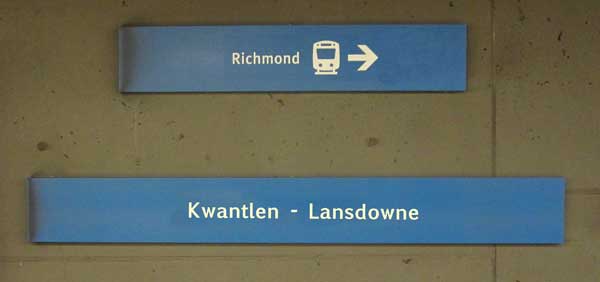 Richmond
Kwantlen - Lansdowne